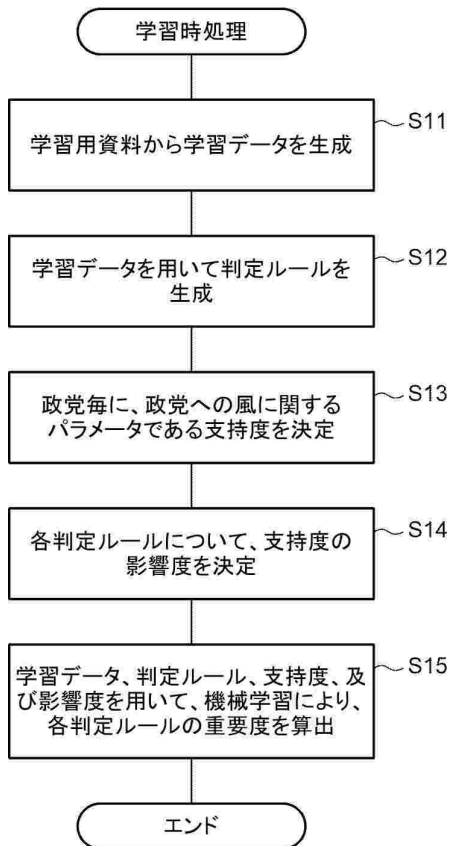 学習時処理
学習用資料から学習データを生成
S11
学習データを用いて判定ルールを
生成
S12
政党毎に、政党への風に関する
パラメータである支持度を決定
S13
各判定ルールについて、支持度の
影響度を決定
S14
学習データ、判定ルール、支持度、及
び影響度を用いて、機械学習により、
各判定ルールの重要度を算出
S15
エンド